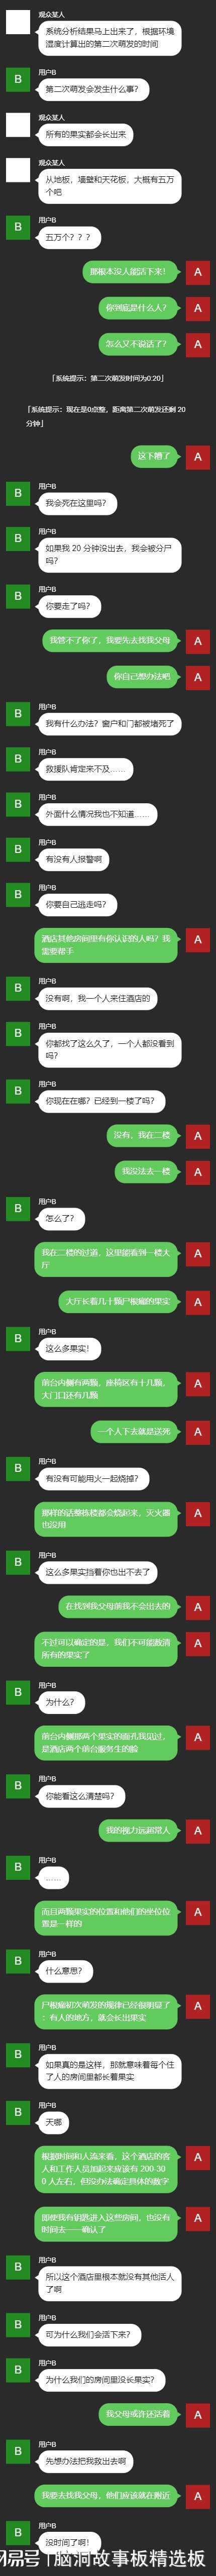 观众某人
系统分析结果马上出来了，根据环境
湿度计算出的第二次萌发的时间
B
用户B
第二次萌发会发生什么事？
观众某人
所有的果实都会长出来
观众某人
从地板，墙壁和天花板，大概有五万
个吧
B
用户B
五万个？？？
那根本没人能活下来！
A
你到底是什么人？
A
怎么又不说话了？
A
「系统提示：第二次萌发时间为0:20」
「系统提示：现在是0点整，距离第二次萌发还剩 20
分钟」
这下糟了
A
B
用户B
我会死在这里吗？
B
用户B
如果我 20 分钟没出去，我会被分尸
吗？
B
用户B
你要走了吗？
我管不了你了，我要先去找我父母
A
你自己想办法吧
A
B
用户B
我有什么办法？窗户和门都被堵死了
B
用户B
救援队肯定来不及……
B
用户B
外面什么情况我也不知道……
B
用户B
有没有人报警啊
B
用户B
你要自己逃走吗？
酒店其他房间里有你认识的人吗？我
需要帮手
A
B
用户B
没有啊，我一个人来住酒店的
B
用户B
你都找了这么久了，一个人都没看到
吗？
B
用户B
你现在在哪？已经到一楼了吗？
没有，我在二楼
A
我没法去一楼
A
B
用户B
怎么了？
我在二楼的过道，这里能看到一楼大
厅
A
大厅长着几十颗尸根瘤的果实
A
B
用户B
这么多果实！
前台内侧有两颗，座椅区有十几颗，
大门口还有几颗
A
一个人下去就是送死
A
B
用户B
有没有可能用火一起烧掉？
那样的话整栋楼都会烧起来，灭火器
也没用
A
B
用户B
这么多果实挡着你也出不去了
在找到我父母前我不会出去的
A
不过可以确定的是，我们不可能救清
所有的果实了
A
B
用户B
为什么？
前台内侧那两个果实的面孔我见过，
是酒店两个前台服务生的脸
A
B
用户B
你能看这么清楚吗？
我的视力远超常人
A
B
用户B
……
而且两颗果实的位置和他们的坐位位
置是一样的
A
B
用户B
什么意思？
尸根瘤初次萌发的规律已经很明显了
：有人的地方，就会长出果实
A
B
用户B
如果真的是这样，那就意味着每个住
了人的房间里都长着果实
B
用户B
天哪
根据时间和人流来看，这个酒店的客
人和工作人员加起来应该有 200-30
0 人左右，但没办法确定具体的数字
A
即使我有钥匙进入这些房间，也没有
时间去一一确认了
A
B
用户B
所以这个酒店里根本就没有其他活人
了啊
B
用户B
可为什么我们会活下来？
B
用户B
为什么我们的房间里没长果实？
我父母或许还活着
A
B
用户B
先想办法把我救出去啊
我要去找我父母，他们应该就在附近
A
B
用户B
没时间了啊！
易号 | 脑洞故事板精选板